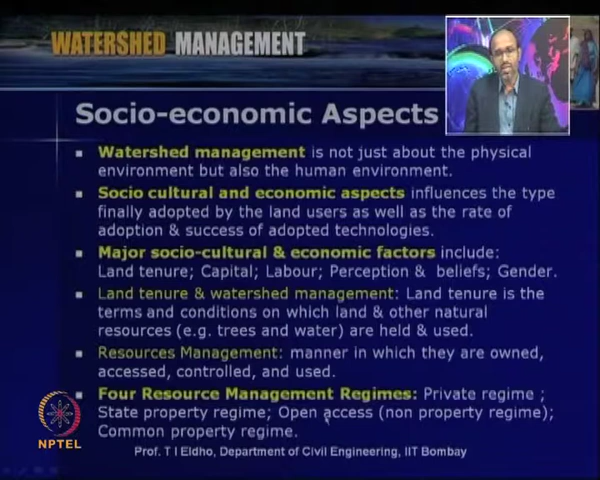 WATERSHED MANAGEMENT
Socio-economic Aspects
Watershed management is not just about the physical
environment but also the human environment.
Socio cultural and economic aspects influences the type
finally adopted by the land users as well as the rate of
adoption & success of adopted technologies.
Major socio-cultural & economic factors include:
Land tenure; Capital; Labour; Perception & beliefs; Gender.
Land tenure & watershed management: Land tenure is the
terms and conditions on which land & other natural
resources (e.g. trees and water) are held & used.
Resources Management: manner in which they are owned,
accessed, controlled, and used.
Four Resource Management Regimes: Private regime ;
State property regime; Open access (non property regime);
Common property regime.
NPTEL
Prof. T I Eldho, Department of Civil Engineering, IIT Bombay